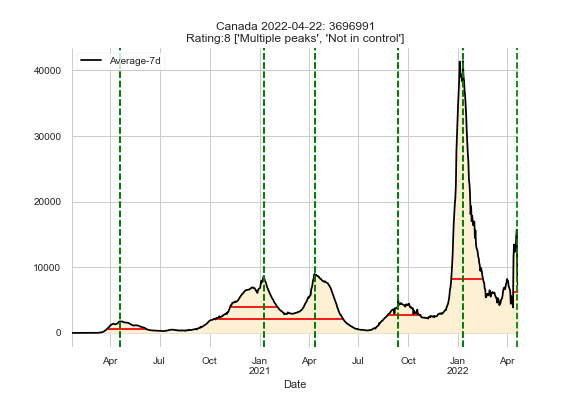 Canada 2022-04-22: 3696991
Rating:8 ['Multiple peaks', 'Not in control']
Average-7d
40000
30000
20000
10000
0
Apr Jul Oct Jan Apr Jul Oct Jan Apr
2021 2022
Date